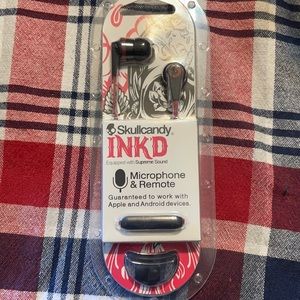 Skullcandy
INKD
Equipped with Supreme Sound
Microphone
& Remote
Guaranteed to work with
Apple and Android devices.